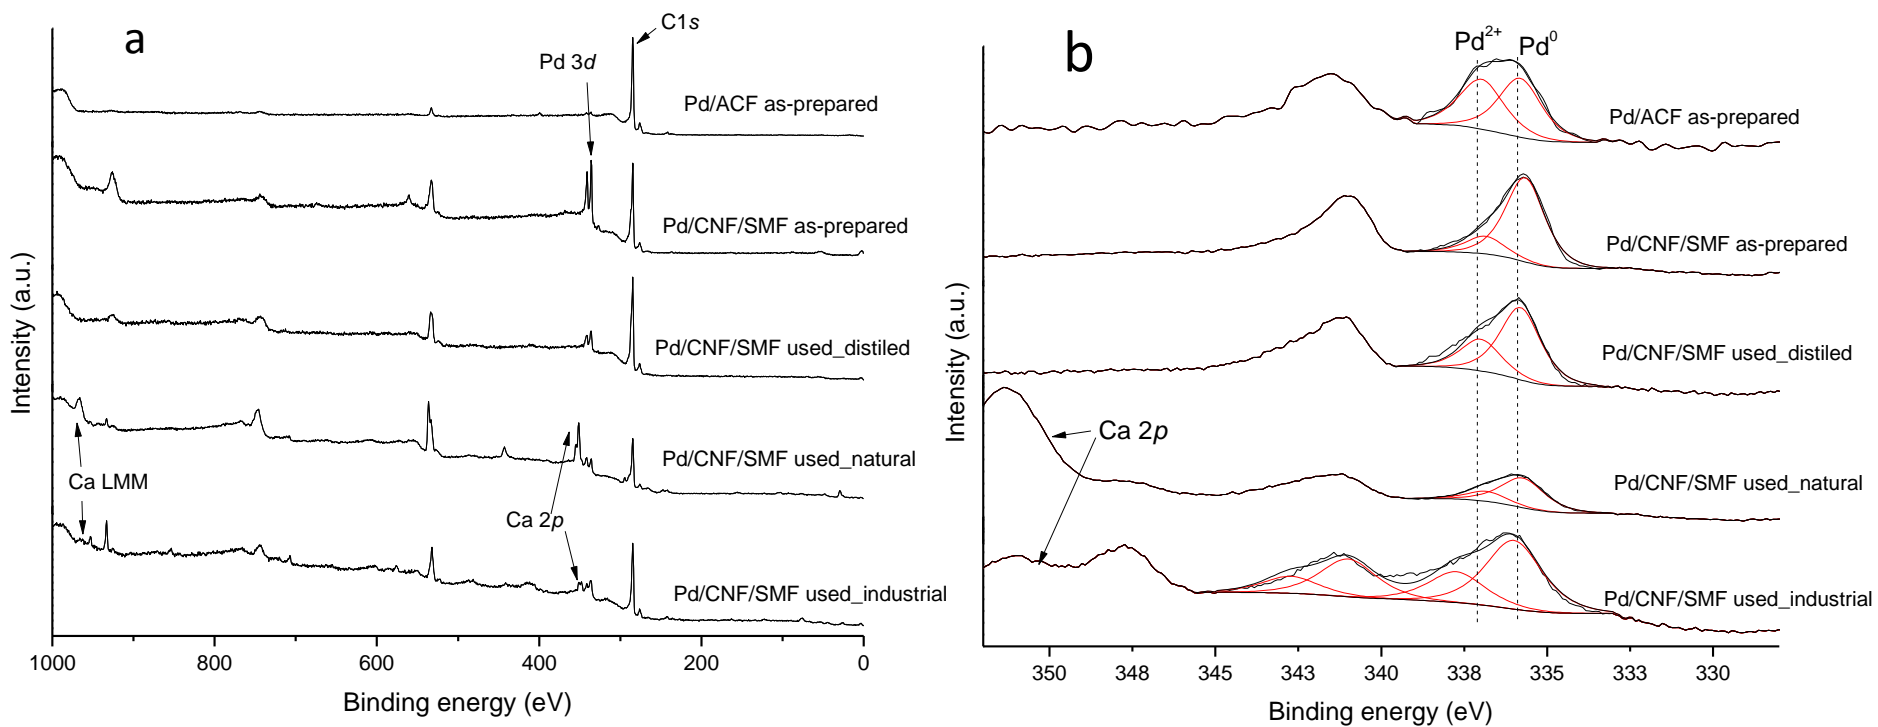 a
C1s
Pd 3d
Pd/ACF as-prepared
Pd/CNF/SMF as-prepared
Pd/CNF/SMF used_distiled
Pd/CNF/SMF used_natural
Ca LMM
Ca 2p
Pd/CNF/SMF used_industrial
Intensity (a.u.)
1000 800 600 400 200 0
Binding energy (eV)
b
Pd2+ Pd0
Pd/ACF as-prepared
Pd/CNF/SMF as-prepared
Pd/CNF/SMF used_distiled
Ca 2p
Pd/CNF/SMF used_natural
Pd/CNF/SMF used_industrial
Intensity (a.u.)
350 348 345 343 340 338 335 333 330
Binding energy (eV)